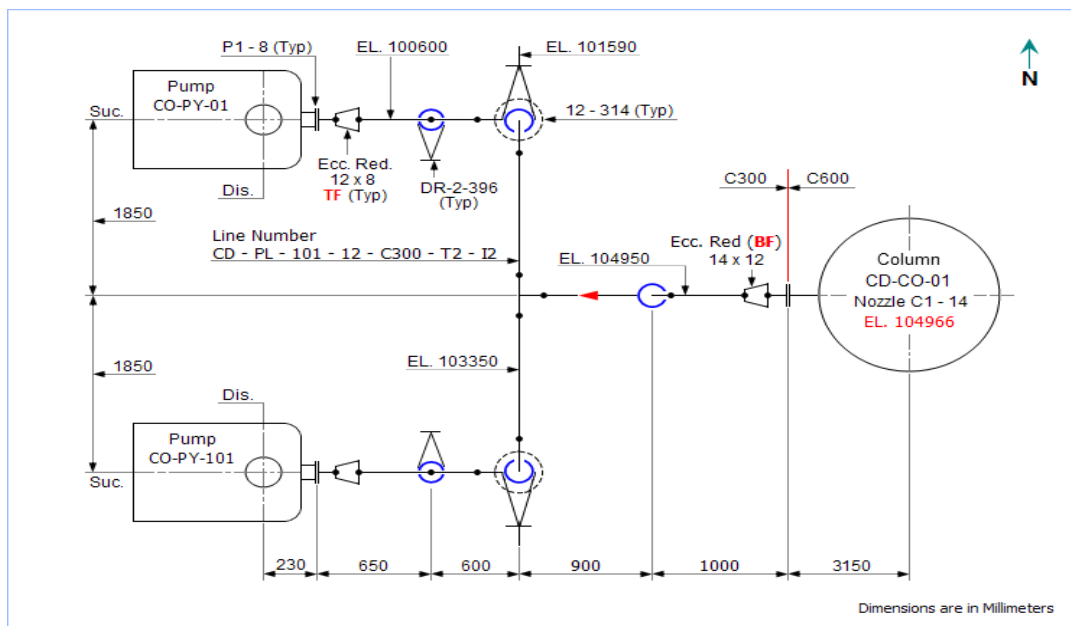 P1 - 8 (Typ)
EL. 100600
EL. 101590
N
Pump
CO-PY-01
Suc.
12 - 314 (Typ)
Ecc. Red.
12 x 8
TF (Typ)
DR-2-396
(Typ)
Dis.
C300
C600
1850
Line Number
CD - PL - 101 - 12 - C300 - T2 - I2
Ecc. Red (BF)
14 x 12
EL. 104950
Column
CD-CO-01
Nozzle C1 - 14
EL. 104966
1850
EL. 103350
Dis.
Pump
CO-PY-101
Suc.
230
650
600
900
1000
3150
Dimensions are in Millimeters